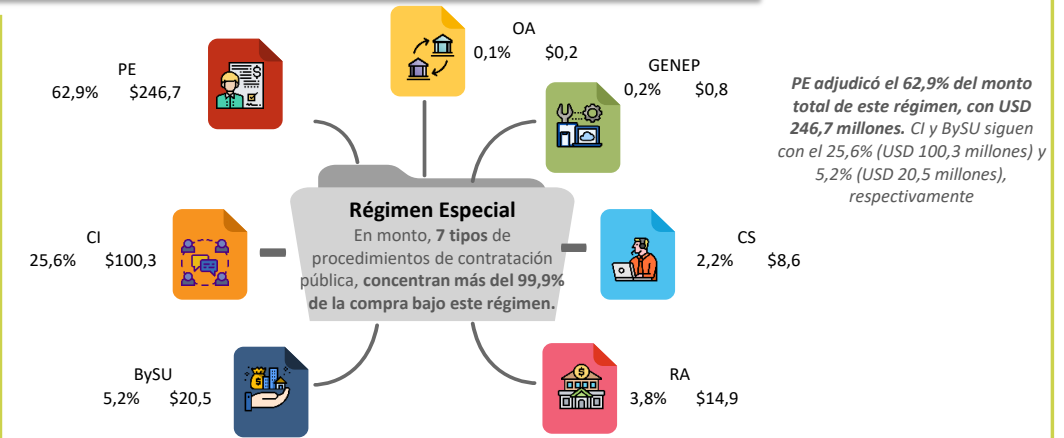 OA
0,1% $0,2
PE
62,9% $246,7
GENEP
0,2% $0,8
PE adjudicó el 62,9% del monto
total de este régimen, con USD
246,7 millones. CI y BySU siguen
con el 25,6% (USD 100,3 millones) y
5,2% (USD 20,5 millones),
respectivamente
Régimen Especial
En monto, 7 tipos de
procedimientos de contratación
pública, concentran más del 99,9%
de la compra bajo este régimen.
CI
25,6% $100,3
CS
2,2% $8,6
BySU
5,2% $20,5
RA
3,8% $14,9